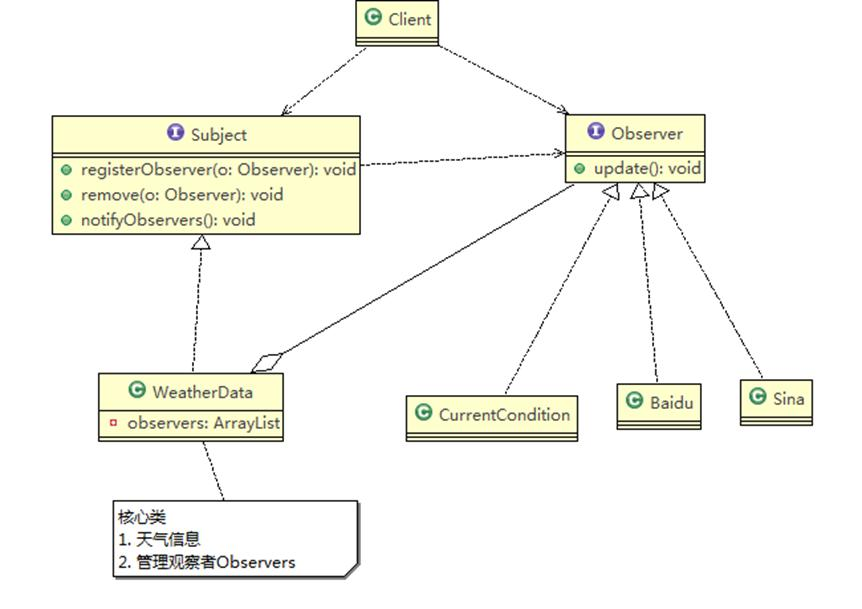 Client
Subject
registerObserver(o: Observer): void
remove(o: Observer): void
notifyObservers(): void
Observer
update(): void
WeatherData
observers: ArrayList
CurrentCondition
Baidu
Sina
核心类
1. 天气信息
2. 管理观察者Observers